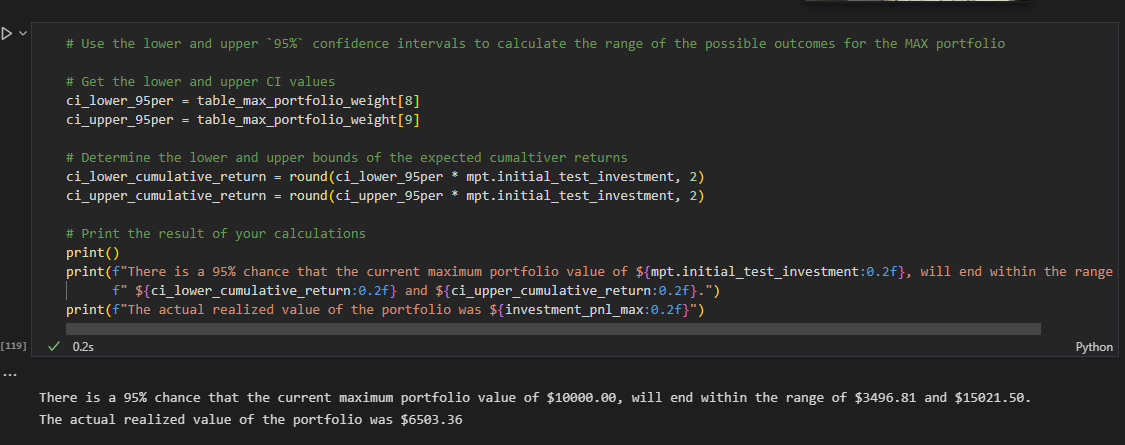 # Use the lower and upper `95%` confidence intervals to calculate the range of the possible outcomes for the MAX portfolio
# Get the lower and upper CI values
ci_lower_95per = table_max_portfolio_weight[8]
ci_upper_95per = table_max_portfolio_weight[9]
# Determine the lower and upper bounds of the expected cumaltiver returns
ci_lower_cumulative_return = round(ci_lower_95per * mpt.initial_test_investment, 2)
ci_upper_cumulative_return = round(ci_upper_95per * mpt.initial_test_investment, 2)
# Print the result of your calculations
print()
print(f"There is a 95% chance that the current maximum portfolio value of ${mpt.initial_test_investment:0.2f}, will end within the range
f" ${ci_lower_cumulative_return:0.2f} and ${ci_upper_cumulative_return:0.2f}.")
print(f"The actual realized value of the portfolio was ${investment_pnl_max:0.2f}")
[119] 0.2s Python
...
There is a 95% chance that the current maximum portfolio value of $10000.00, will end within the range of $3496.81 and $15021.50.
The actual realized value of the portfolio was $6503.36